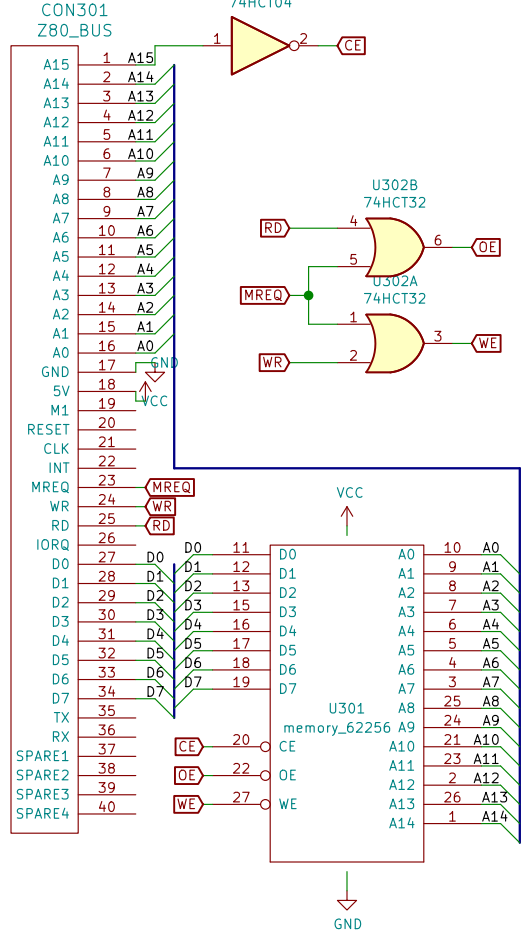 74HCT04
CON301
Z80_BUS
1 2 CE
A15 1 A15
A14 2 A14
A13 3 A13
A12 4 A12
A11 5 A11
A10 6 A10
A9 7 A9
A8 8 A8
A7 9 A7
A6 10 A6
A5 11 A5
A4 12 A4
A3 13 A3
A2 14 A2
A1 15 A1
A0 16 A0
GND 17 GND
5V 18 VCC
M1 19
RESET 20
CLK 21
INT 22
MREQ 23 MREQ
WR 24 WR
RD 25 RD
IORQ 26
D0 27 D0
D1 28 D1
D2 29 D2
D3 30 D3
D4 31 D4
D5 32 D5
D6 33 D6
D7 34 D7
TX 35
RX 36
SPARE1 37
SPARE2 38
SPARE3 39
SPARE4 40
U302B
74HCT32
RD 4
6 OE
5
MREQ
U302A
74HCT32
1
3 WE
WR 2
VCC
D0 11 D0 A0 10 A0
D1 12 D1 A1 9 A1
D2 13 D2 A2 8 A2
D3 15 D3 A3 7 A3
D4 16 D4 A4 6 A4
D5 17 D5 A5 5 A5
D6 18 D6 A6 4 A6
D7 19 D7 A7 3 A7
U301 A8 25 A8
memory_62256 A9 24 A9
CE 20 CE A10 21 A10
A11 23 A11
OE 22 OE A12 2 A12
WE 27 WE A13 26 A13
A14 1 A14
GND